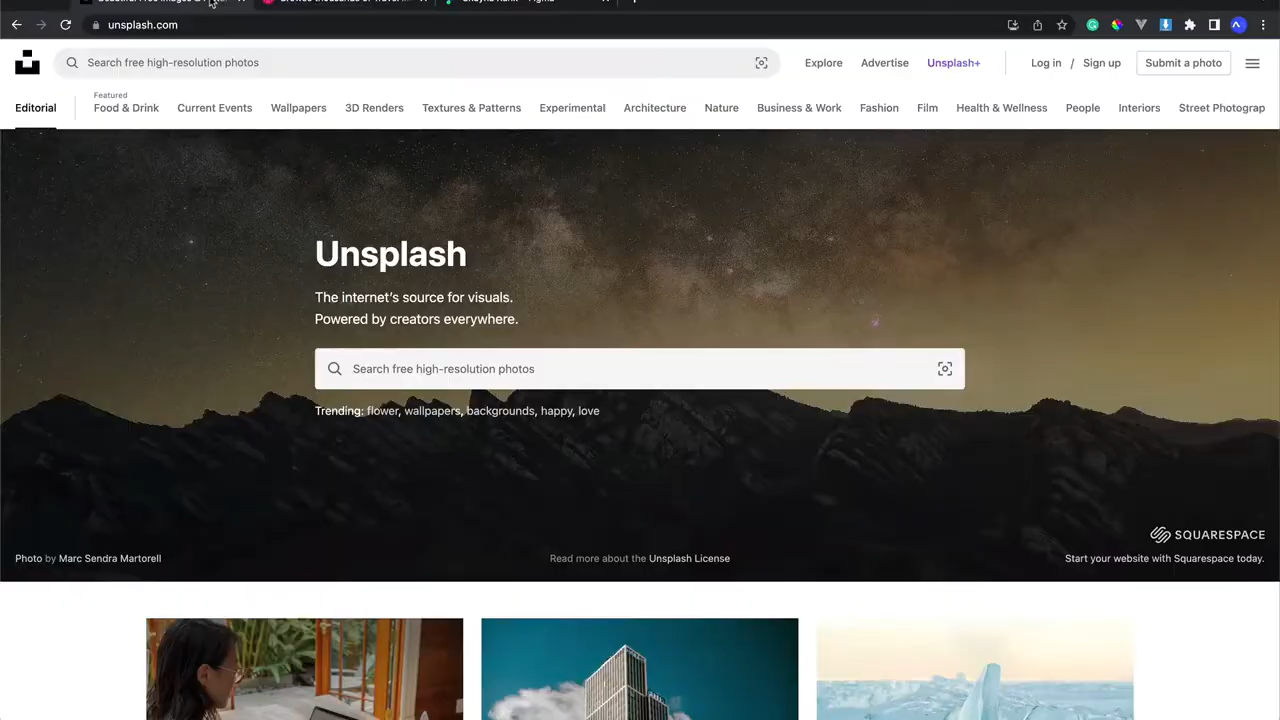 unsplash.com
Search free high-resolution photos
Explore
Advertise
Unsplash+
Log in / Sign up
Submit a photo
Editorial
Featured
Food & Drink
Current Events
Wallpapers
3D Renders
Textures & Patterns
Experimental
Architecture
Nature
Business & Work
Fashion
Film
Health & Wellness
People
Interiors
Street Photograp
Unsplash
The internet's source for visuals.
Powered by creators everywhere.
Search free high-resolution photos
Trending: flower, wallpapers, backgrounds, happy, love
SQUARESPACE
Photo by Marc Sendra Martorell
Read more about the Unsplash License
Start your website with Squarespace today.